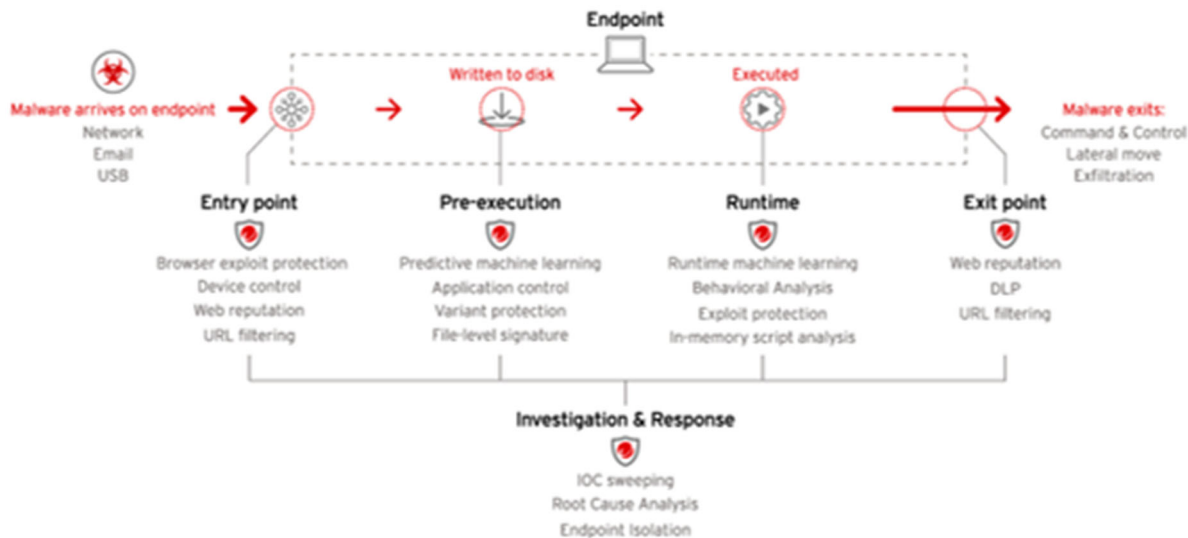 Endpoint
Malware arrives on endpoint
Network
Email
USB
Written to disk
Executed
Malware exits:
Command & Control
Lateral move
Exfiltration
Entry point
Browser exploit protection
Device control
Web reputation
URL filtering
Pre-execution
Predictive machine learning
Application control
Variant protection
File-level signature
Runtime
Runtime machine learning
Behavioral Analysis
Exploit protection
In-memory script analysis
Exit point
Web reputation
DLP
URL filtering
Investigation & Response
IOC sweeping
Root Cause Analysis
Endpoint Isolation